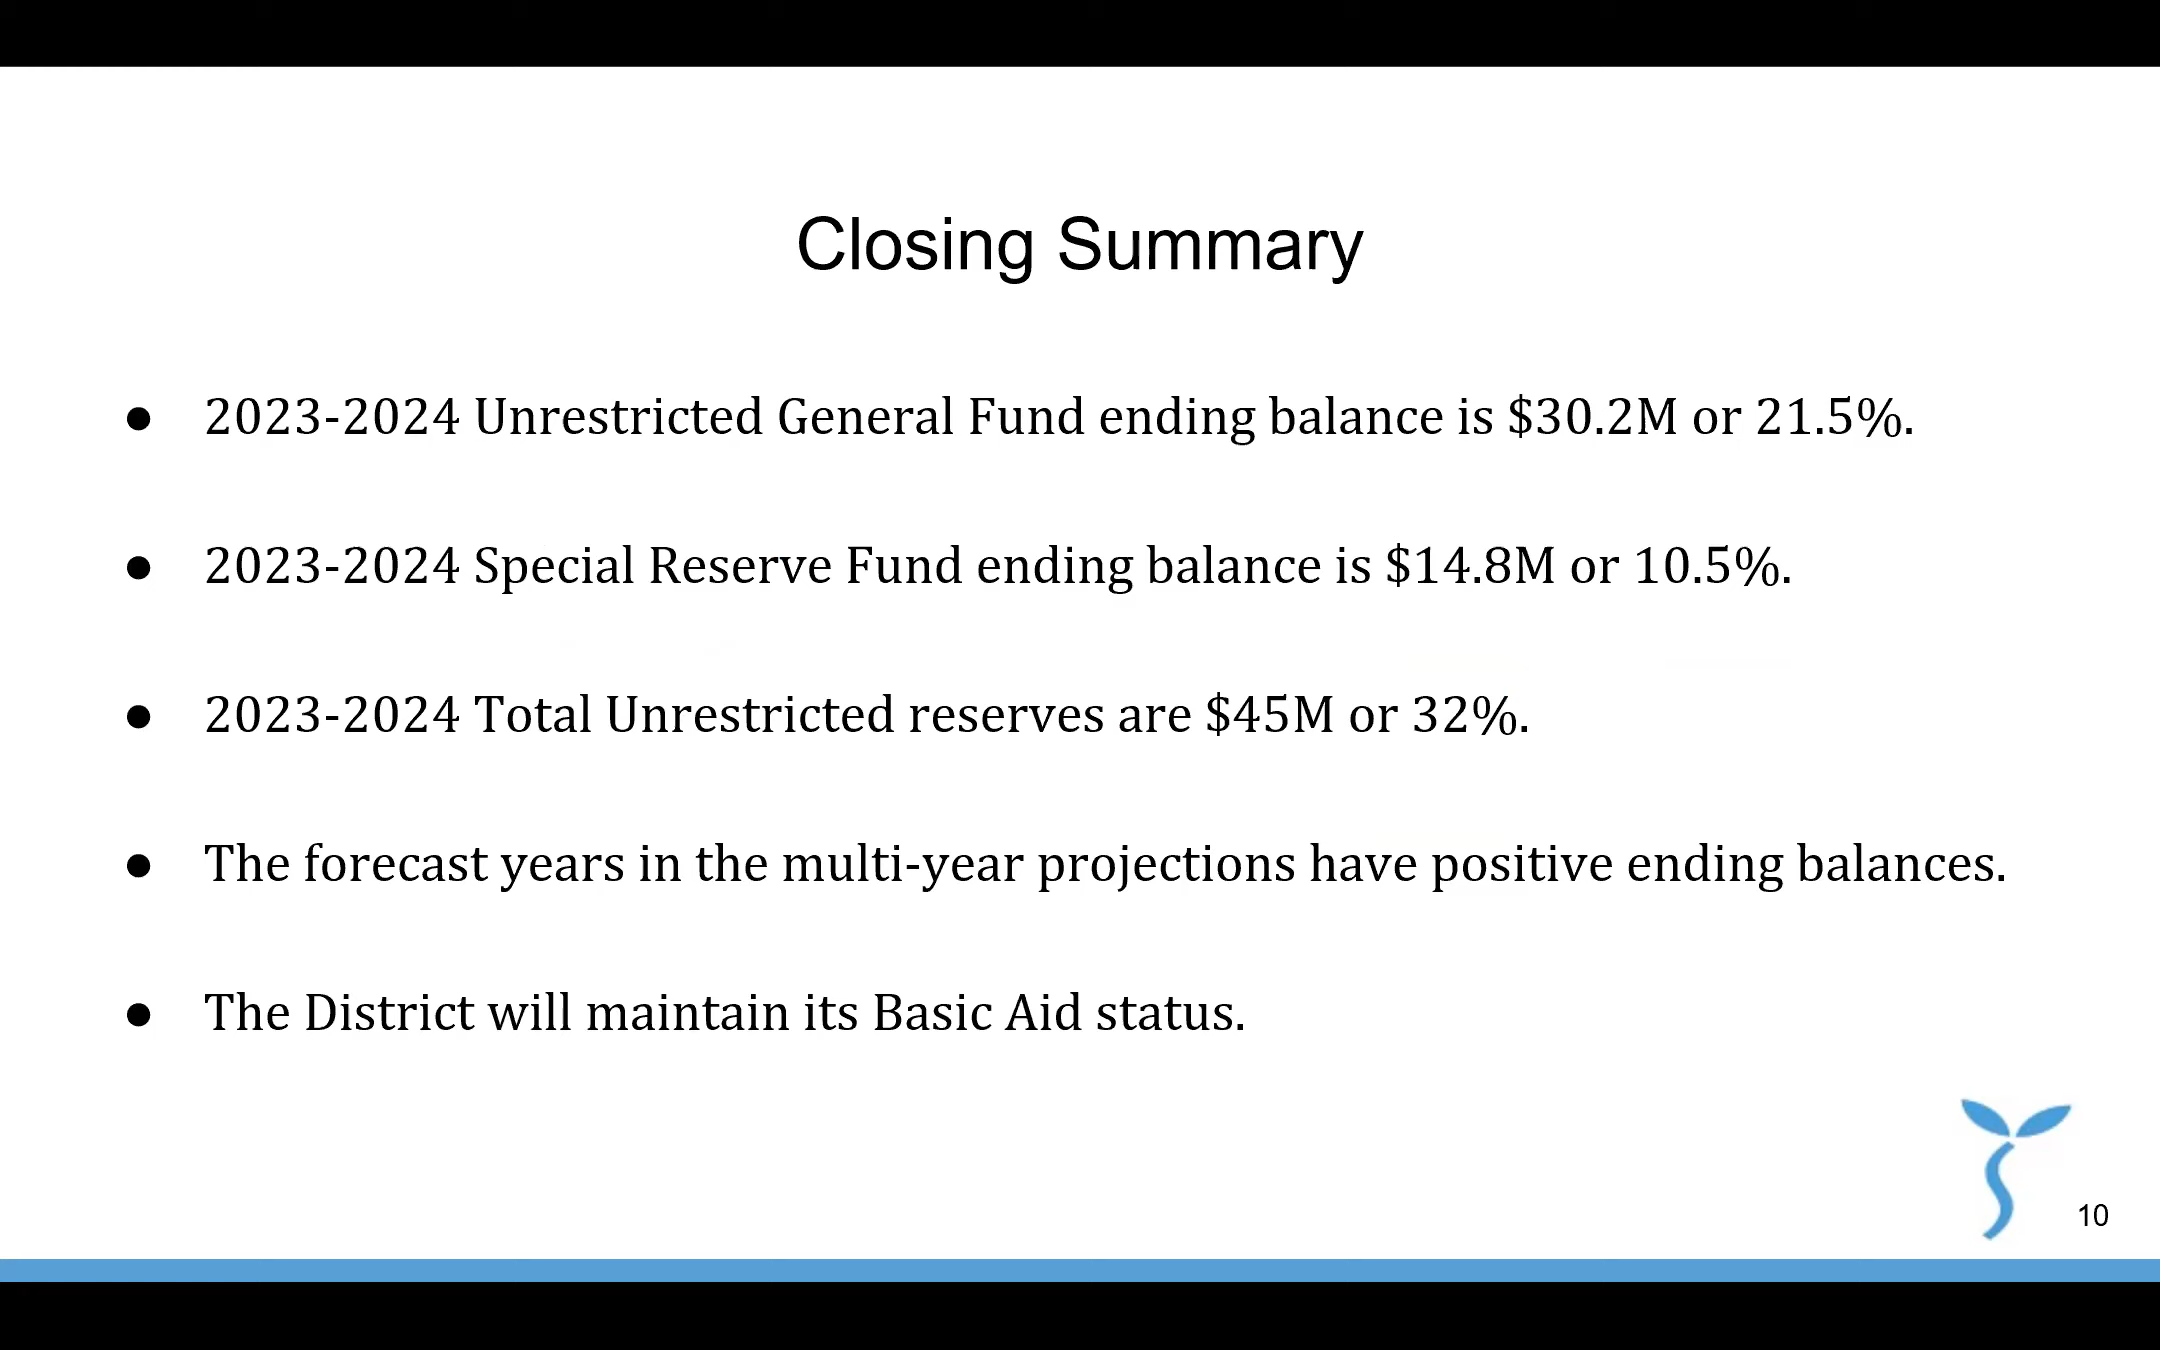 Closing Summary
● 2023-2024 Unrestricted General Fund ending balance is $30.2M or 21.5%.
● 2023-2024 Special Reserve Fund ending balance is $14.8M or 10.5%.
● 2023-2024 Total Unrestricted reserves are $45M or 32%.
● The forecast years in the multi-year projections have positive ending balances.
● The District will maintain its Basic Aid status.
10